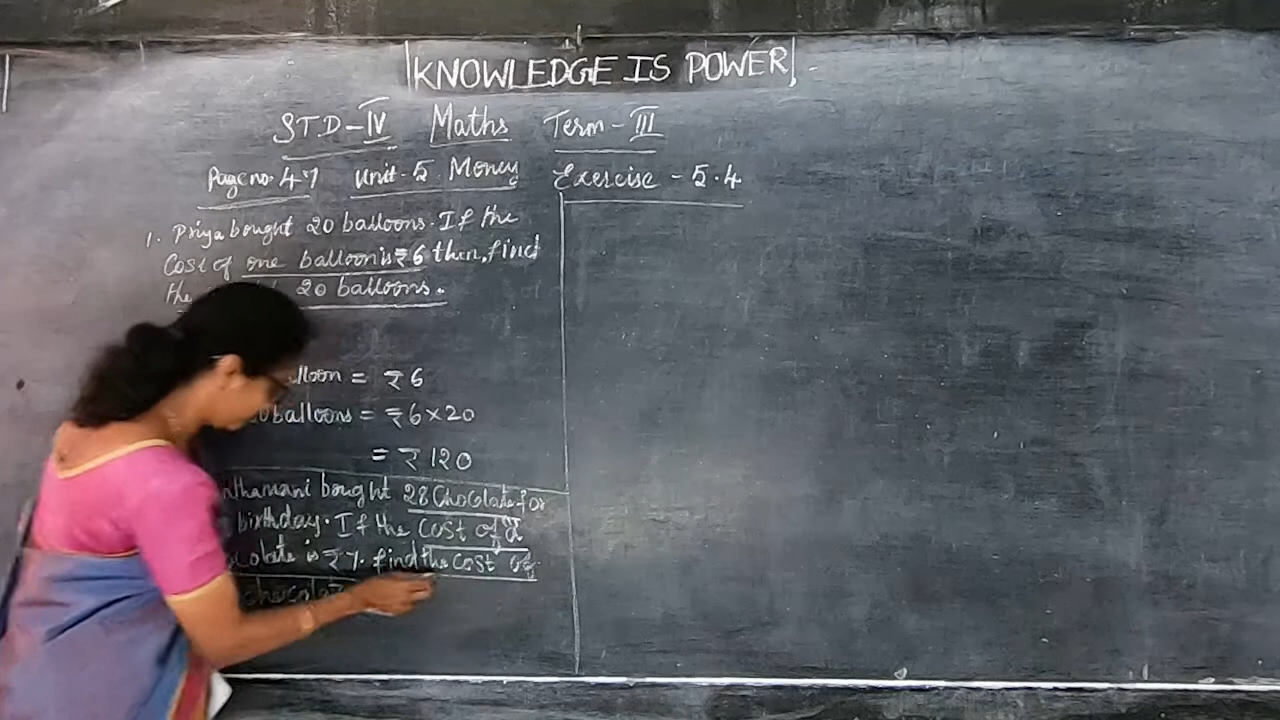 KNOWLEDGE IS POWER
STD-IV Maths Term-III
Page no. 47 Unit-5. Money Exercise - 5.4
1. Priya bought 20 balloons. If the
Cost of one balloon is ₹6 then, find
the 20 balloons.
lloon = ₹6
balloons = ₹6×20
= ₹120
bought 28 Chocolate for
birthday. If the cost of a
is ₹7. find the cost of